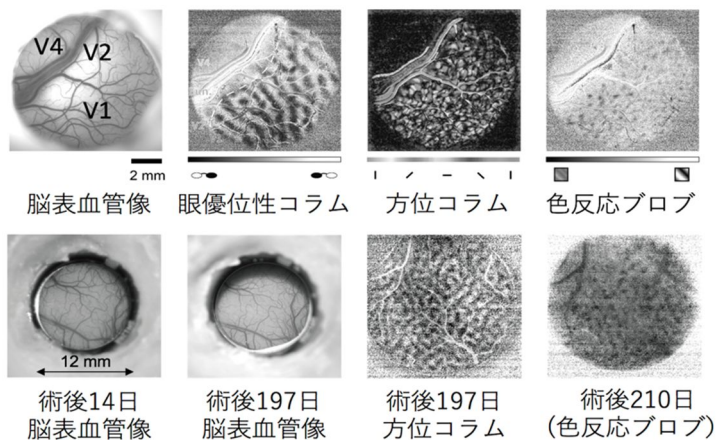 V4
V2
V1
V4
2 mm
脳表血管像
眼優位性コラム
方位コラム
色反応ブロブ
12 mm
術後14日
脳表血管像
術後197日
脳表血管像
術後197日
方位コラム
術後210日
(色反応ブロブ)